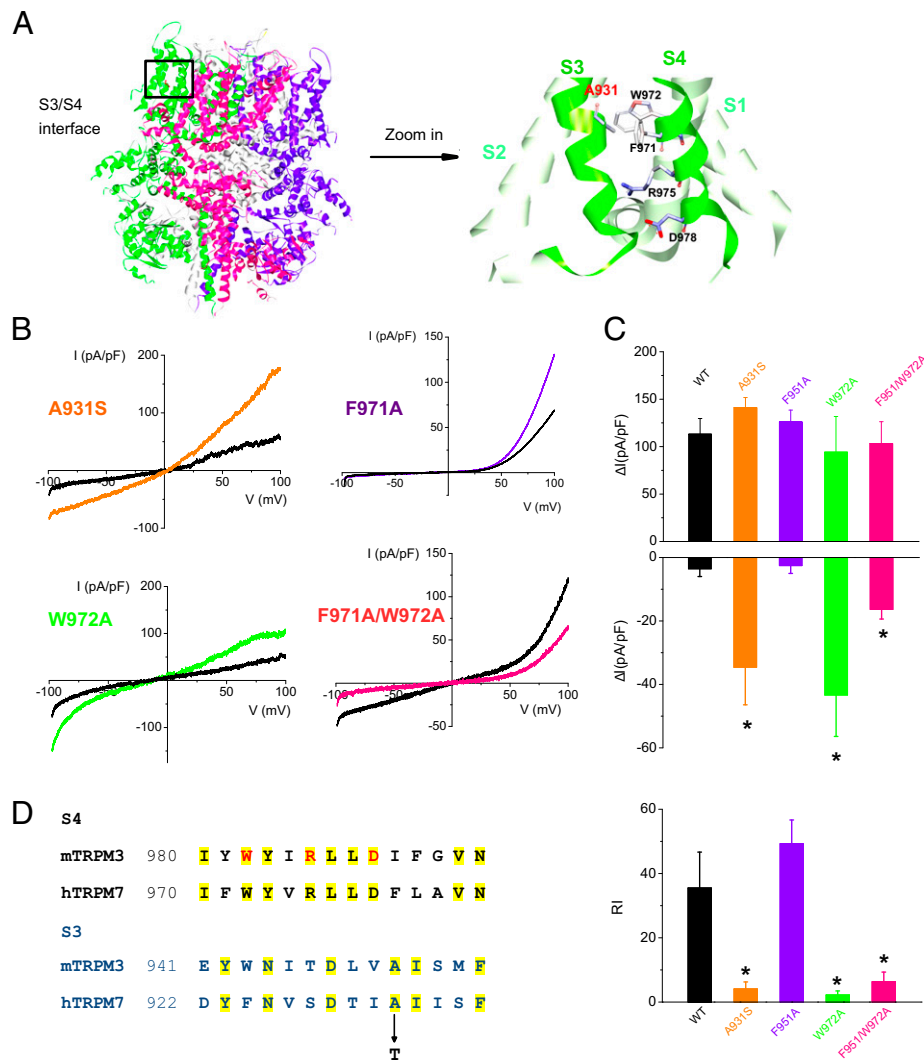 A
S3/S4
interface
Zoom in
S3
S4
A931
W972
S1
S2
F971
R975
D978
B
I (pA/pF)
200
A931S
100
-100
-50
50
100
V (mV)
-100
I (pA/pF)
150
F971A
100
50
-100
-50
50
100
V (mV)
-50
I (pA/pF)
200
W972A
100
-100
-50
50
100
V (mV)
-100
I (pA/pF)
150
F971A/W972A
100
50
-100
-50
50
100
V (mV)
-50
C
200
150
100
50
0
ΔI(pA/pF)
WT
A931S
F951A
W972A
F951/W972A
0
-20
-40
-60
ΔI(pA/pF)
*
*
*
60
40
20
0
RI
*
*
*
WT
A931S
F951A
W972A
F951/W972A
D
S4
mTRPM3 980 I Y W Y I R L L D I F G V N
hTRPM7 970 I F W Y V R L L D F L A V N
S3
mTRPM3 941 E Y W N I T D L V A I S M F
hTRPM7 922 D Y F N V S D T I A I I S F
T